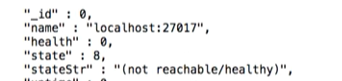 "_id" : 0,
"name" : "localhost:27017",
"health" : 0,
"state" : 8,
"stateStr" : "(not reachable/healthy)",